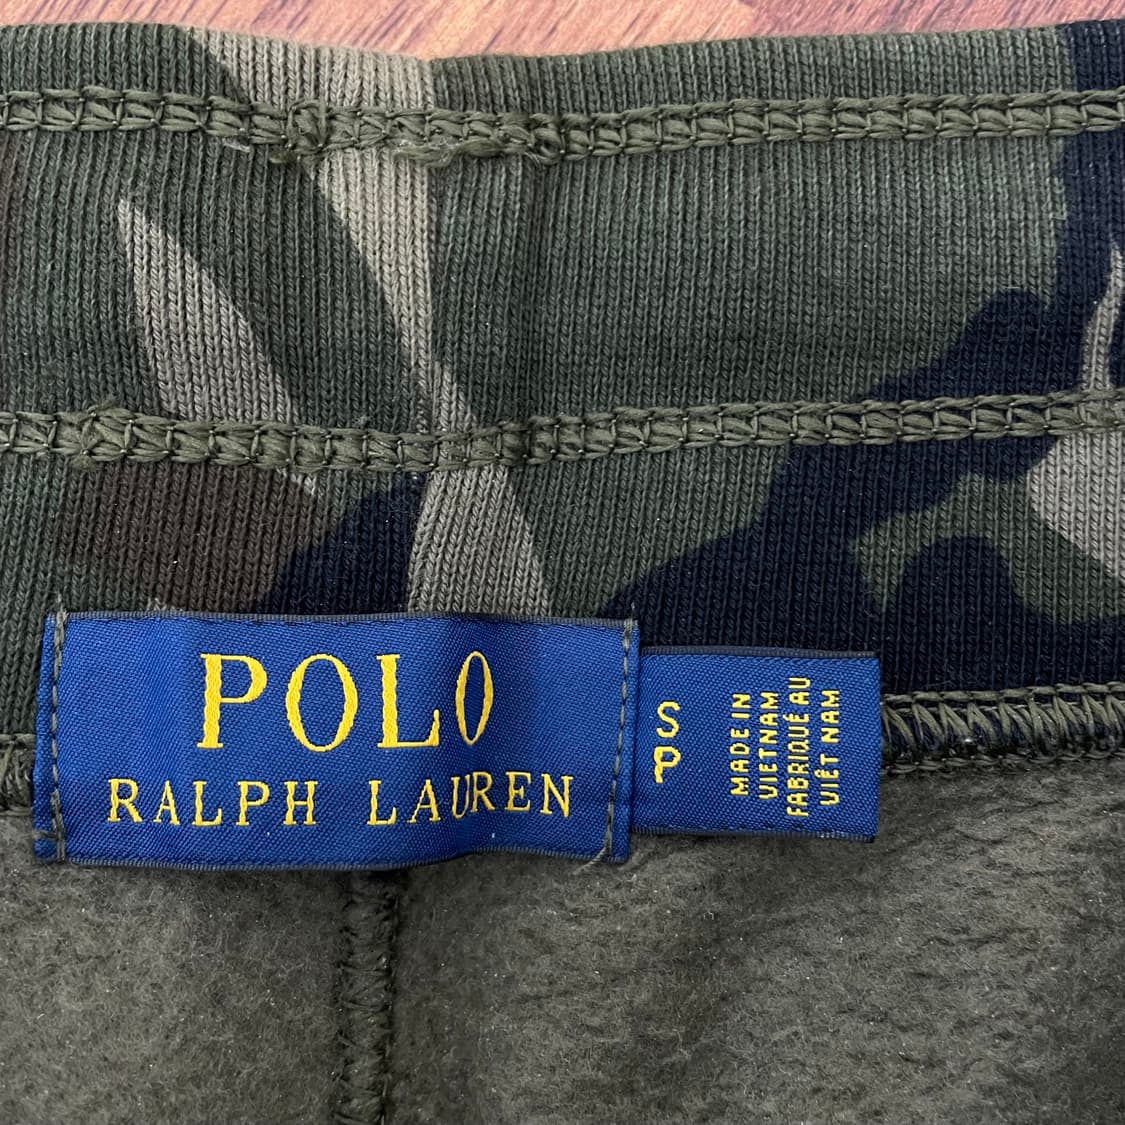 POLO
RALPH LAUREN
S
P
MADE IN
VIETNAM
FABRIQUÉ AU
VIÊT NAM